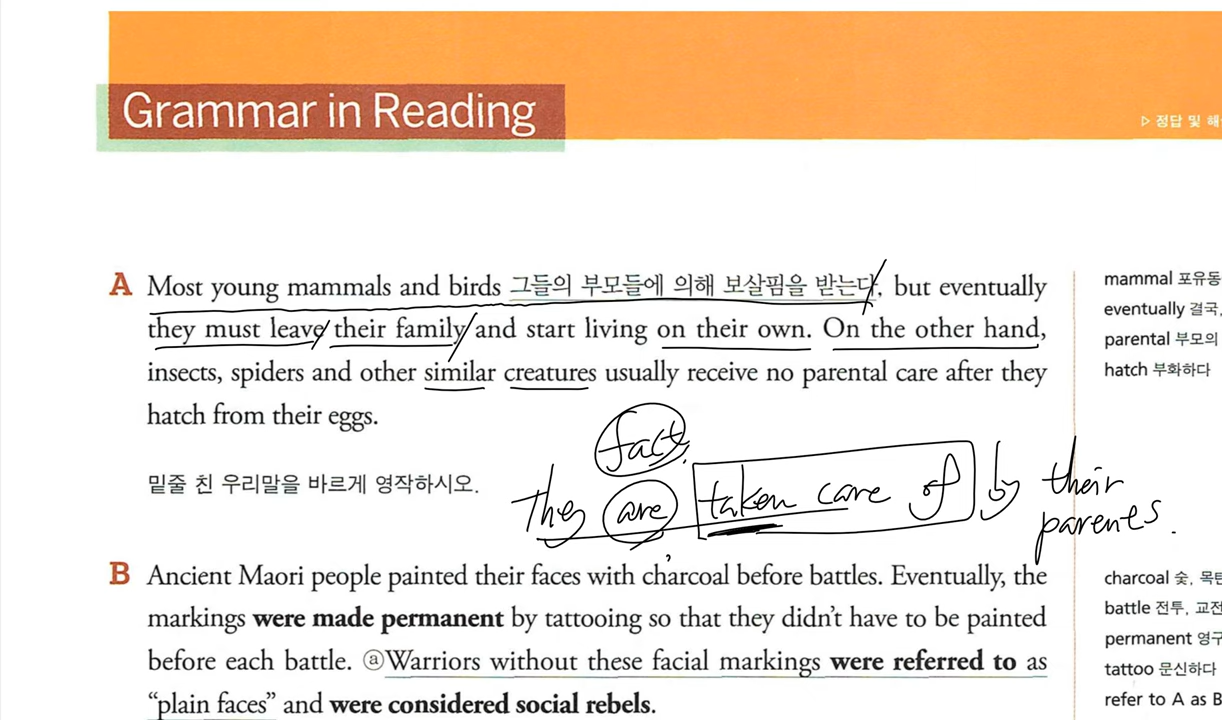 Grammar in Reading
▷ 정답 및 해
A Most young mammals and birds 그들의 부모들에 의해 보살핌을 받는다, but eventually
they must leave their family and start living on their own. On the other hand,
insects, spiders and other similar creatures usually receive no parental care after they
hatch from their eggs.
mammal 포유동
eventually 결국,
parental 부모의
hatch 부화하다
밑줄 친 우리말을 바르게 영작하시오.
fact
They are taken care of by their
parents.
B Ancient Maori people painted their faces with charcoal before battles. Eventually, the
markings were made permanent by tattooing so that they didn't have to be painted
before each battle. ⓐWarriors without these facial markings were referred to as
"plain faces" and were considered social rebels.
charcoal 숯, 목탄
battle 전투, 교전
permanent 영구
tattoo 문신하다
refer to A as B